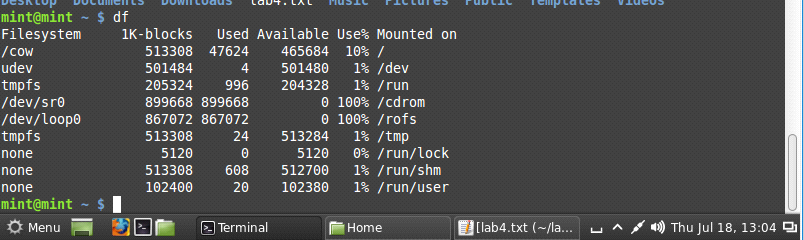 Desktop  Documents  Downloads  lab4.txt  Music  Pictures  Public  Templates  Videos
mint@mint ~ $ df
Filesystem     1K-blocks   Used Available Use% Mounted on
/cow              513308  47624    465684  10% /
udev              501484      4    501480   1% /dev
tmpfs             205324    996    204328   1% /run
/dev/sr0          899668 899668         0 100% /cdrom
/dev/loop0        867072 867072         0 100% /rofs
tmpfs             513308     24    513284   1% /tmp
none                5120      0      5120   0% /run/lock
none              513308    608    512700   1% /run/shm
none              102400     20    102380   1% /run/user
mint@mint ~ $
Menu Terminal Home [lab4.txt (~/la... Thu Jul 18, 13:04